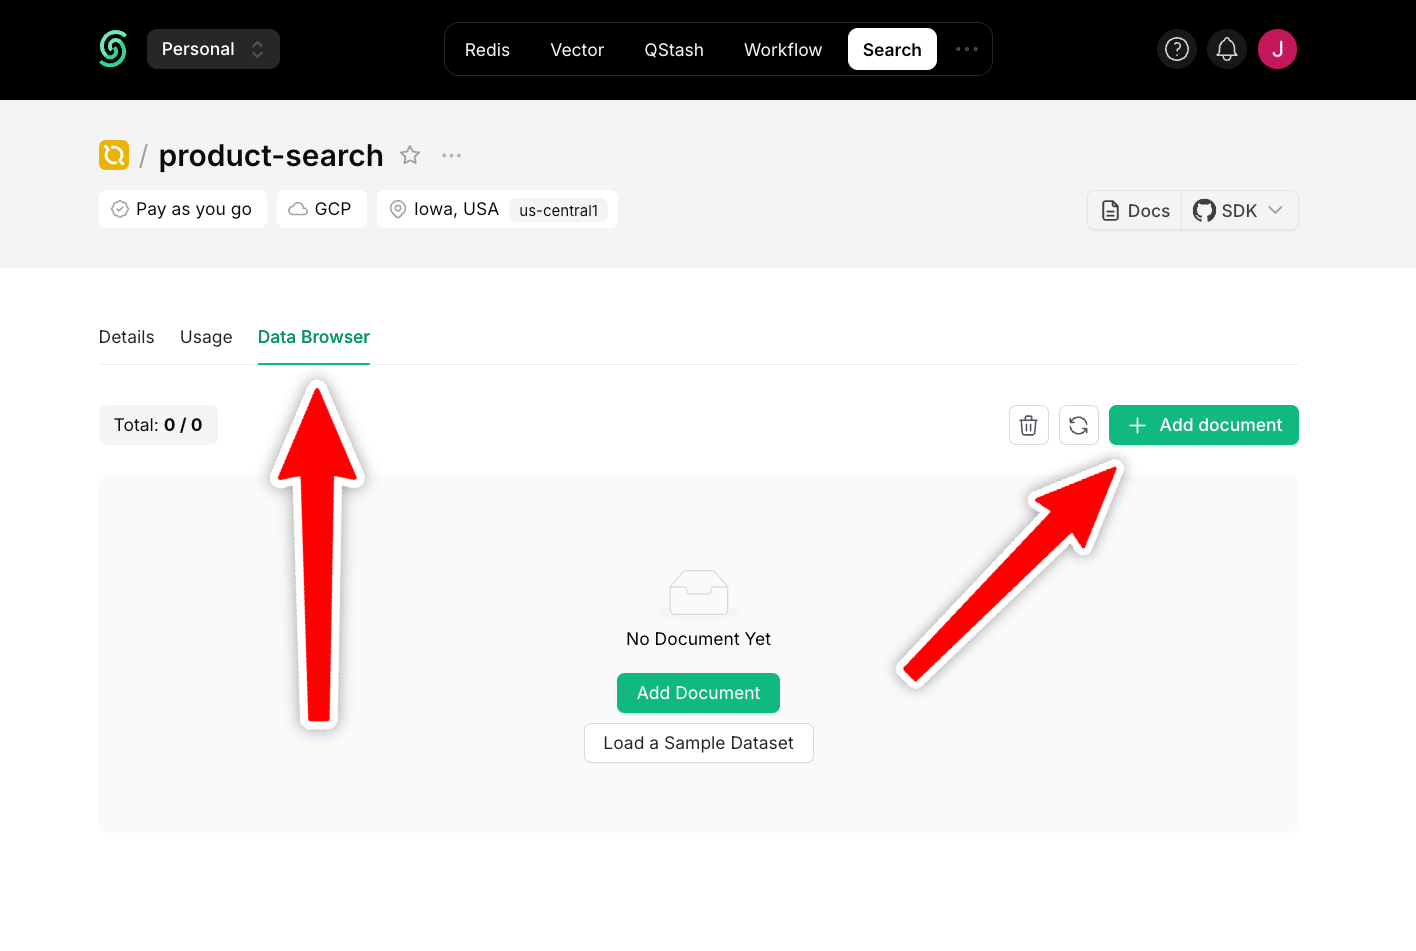 Personal
Redis Vector QStash Workflow Search
J
/ product-search
Pay as you go GCP Iowa, USA us-central1
Docs SDK
Details Usage Data Browser
Total: 0 / 0
Add document
No Document Yet
Add Document
Load a Sample Dataset